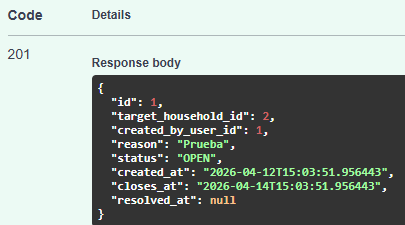 Code Details
201
Response body
{
  "id": 1,
  "target_household_id": 2,
  "created_by_user_id": 1,
  "reason": "Prueba",
  "status": "OPEN",
  "created_at": "2026-04-12T15:03:51.956443",
  "closes_at": "2026-04-14T15:03:51.956443",
  "resolved_at": null
}